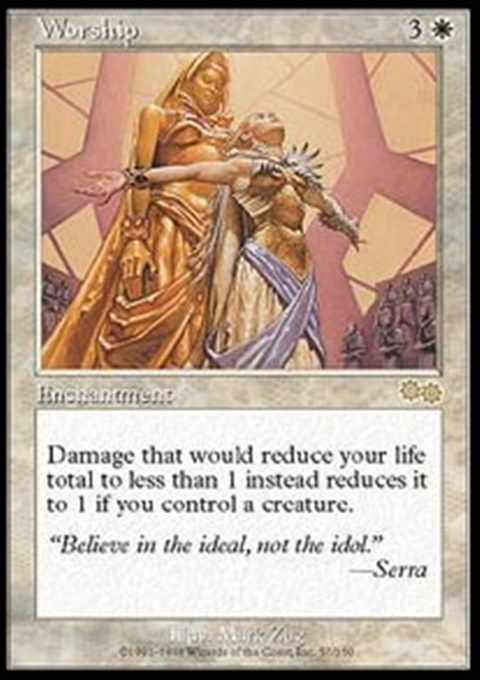 Worship 3
Enchantment
Damage that would reduce your life
total to less than 1 instead reduces it
to 1 if you control a creature.
“Believe in the ideal, not the idol.”
—Serra
Illus. Mark Zug